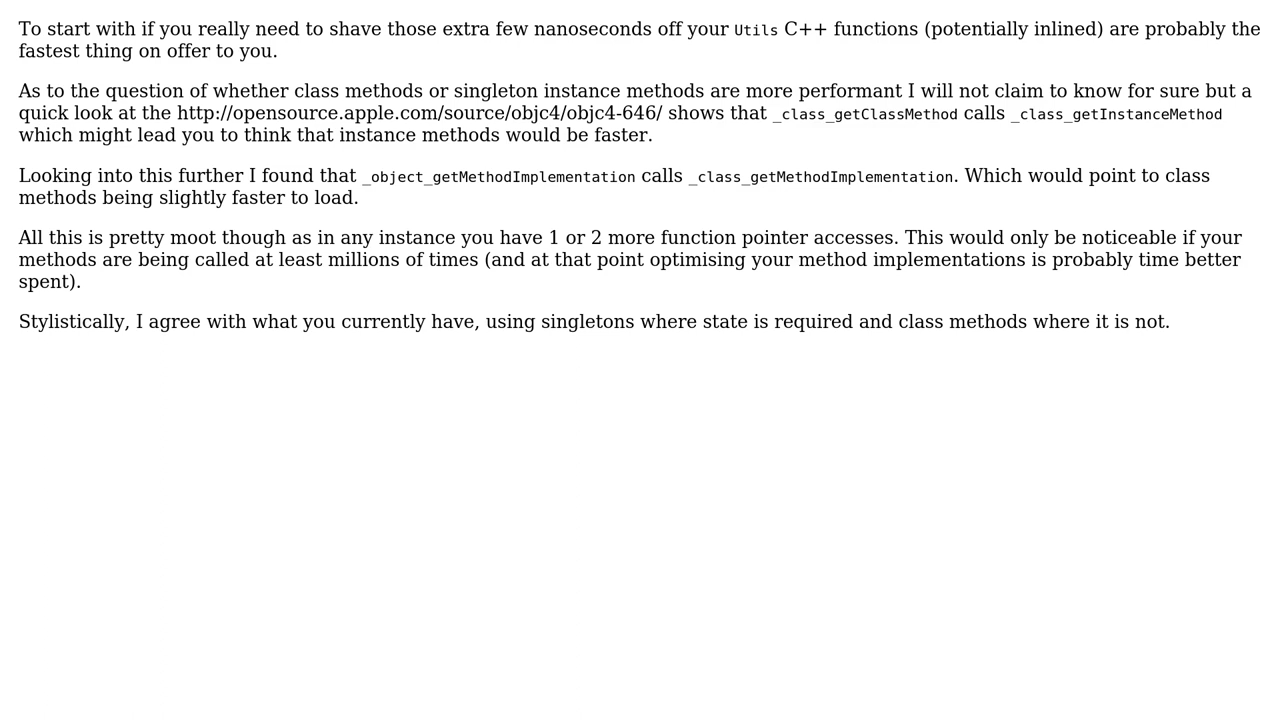 To start with if you really need to shave those extra few nanoseconds off your Utils C++ functions (potentially inlined) are probably the
fastest thing on offer to you.
As to the question of whether class methods or singleton instance methods are more performant I will not claim to know for sure but a
quick look at the http://opensource.apple.com/source/objc4/objc4-646/ shows that _class_getClassMethod calls _class_getInstanceMethod
which might lead you to think that instance methods would be faster.
Looking into this further I found that _object_getMethodImplementation calls _class_getMethodImplementation. Which would point to class
methods being slightly faster to load.
All this is pretty moot though as in any instance you have 1 or 2 more function pointer accesses. This would only be noticeable if your
methods are being called at least millions of times (and at that point optimising your method implementations is probably time better
spent).
Stylistically, I agree with what you currently have, using singletons where state is required and class methods where it is not.